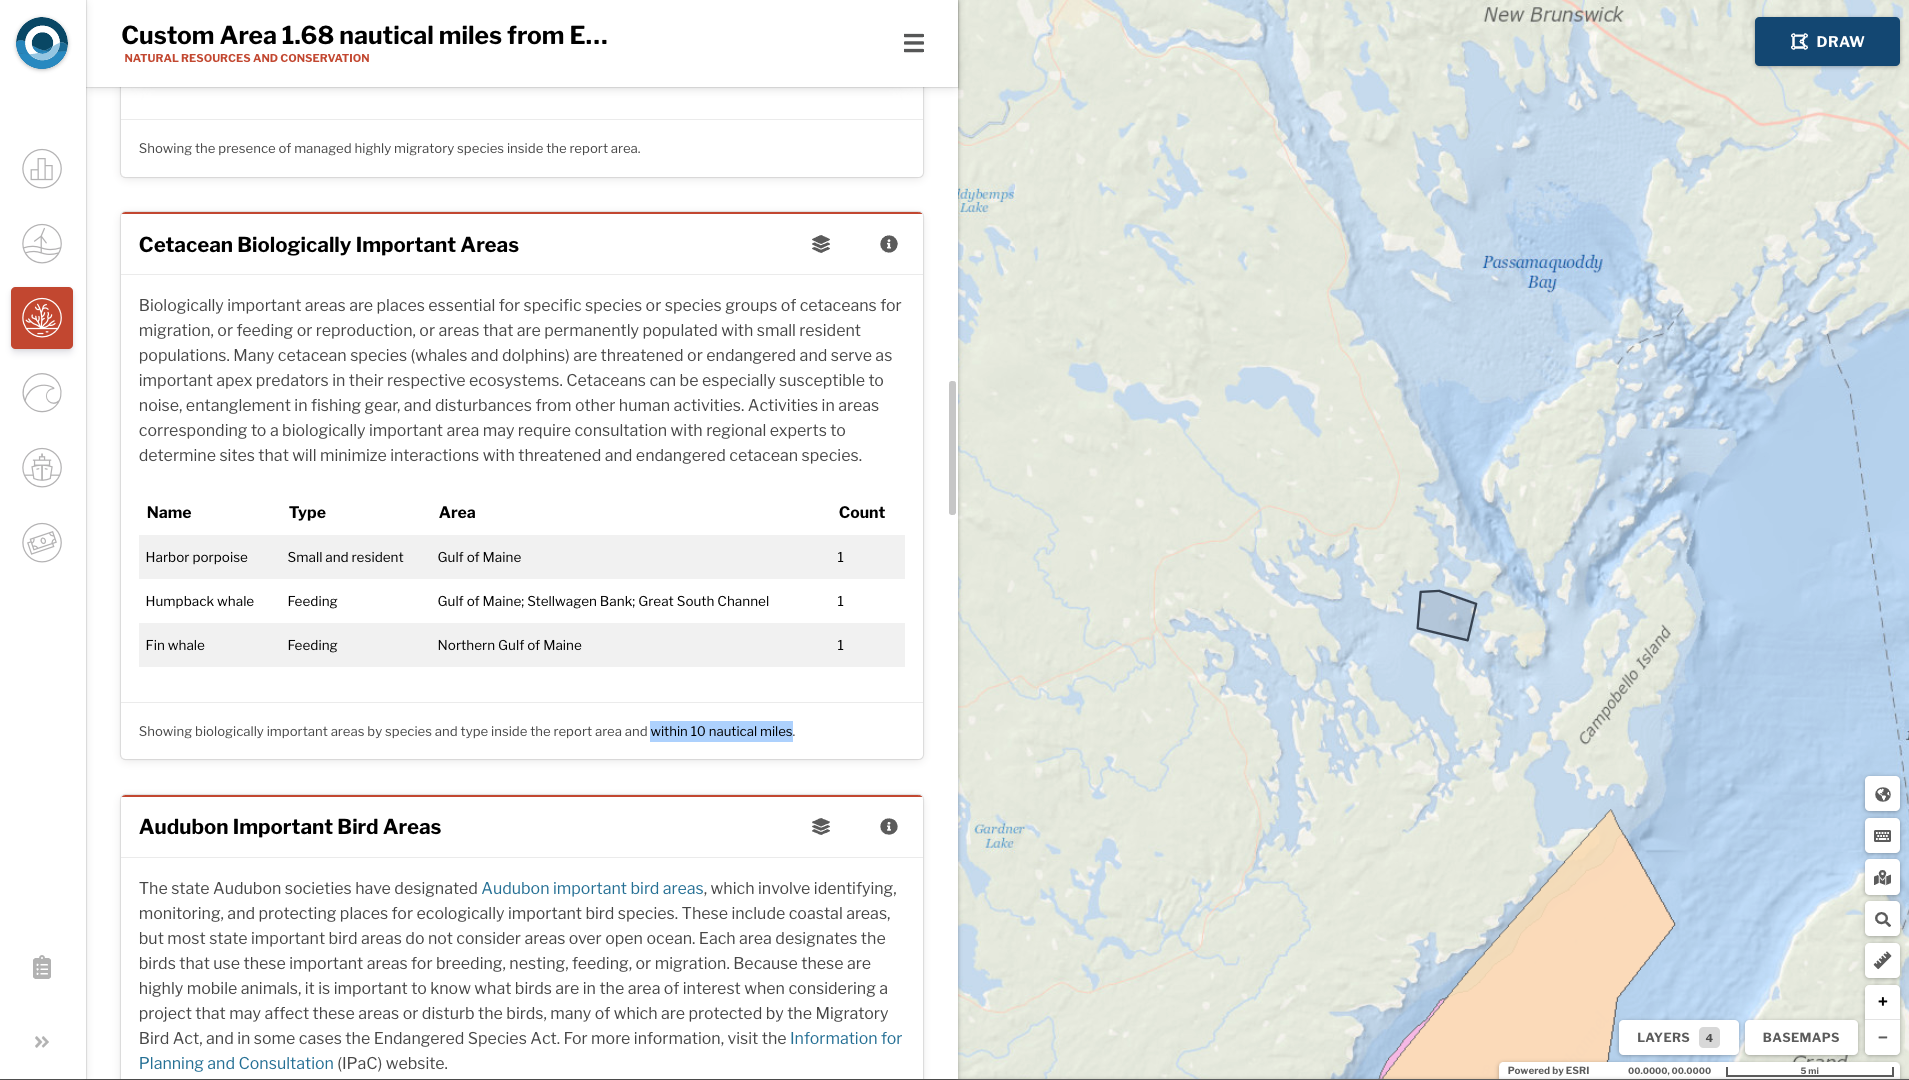 Custom Area 1.68 nautical miles from E...
NATURAL RESOURCES AND CONSERVATION
Showing the presence of managed highly migratory species inside the report area.
Cetacean Biologically Important Areas
Biologically important areas are places essential for specific species or species groups of cetaceans for
migration, or feeding or reproduction, or areas that are permanently populated with small resident
populations. Many cetacean species (whales and dolphins) are threatened or endangered and serve as
important apex predators in their respective ecosystems. Cetaceans can be especially susceptible to
noise, entanglement in fishing gear, and disturbances from other human activities. Activities in areas
corresponding to a biologically important area may require consultation with regional experts to
determine sites that will minimize interactions with threatened and endangered cetacean species.
Name Type Area Count
Harbor porpoise Small and resident Gulf of Maine 1
Humpback whale Feeding Gulf of Maine; Stellwagen Bank; Great South Channel 1
Fin whale Feeding Northern Gulf of Maine 1
Showing biologically important areas by species and type inside the report area and within 10 nautical miles.
Audubon Important Bird Areas
The state Audubon societies have designated Audubon important bird areas, which involve identifying,
monitoring, and protecting places for ecologically important bird species. These include coastal areas,
but most state important bird areas do not consider areas over open ocean. Each area designates the
birds that use these important areas for breeding, nesting, feeding, or migration. Because these are
highly mobile animals, it is important to know what birds are in the area of interest when considering a
project that may affect these areas or disturb the birds, many of which are protected by the Migratory
Bird Act, and in some cases the Endangered Species Act. For more information, visit the Information for
Planning and Consultation (IPaC) website.
New Brunswick
DRAW
dybemps
Lake
Passamaquoddy
Bay
Campobello Island
Gardner
Lake
LAYERS 4
BASEMAPS
+
−
Grand
Powered by ESRI 00.0000, 00.0000 5 mi